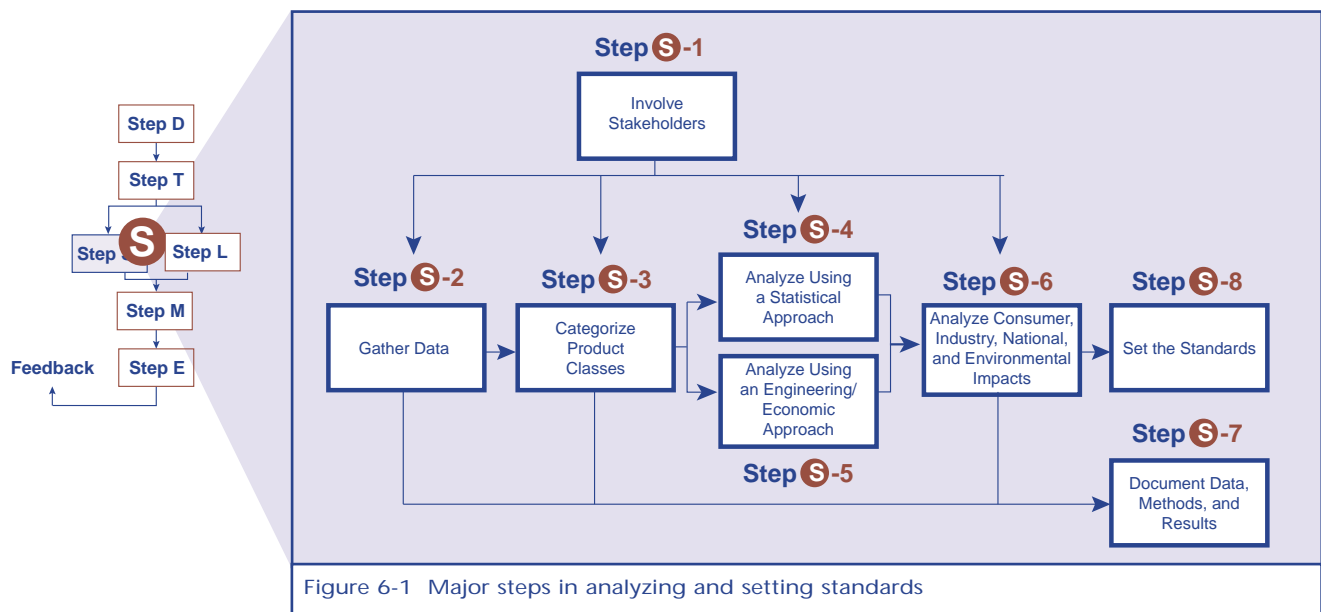 Step D
Step T
Step S
S
Step L
Step M
Step E
Feedback
Step S-1
Involve
Stakeholders
Step S-2
Gather Data
Step S-3
Categorize
Product
Classes
Step S-4
Analyze Using
a Statistical
Approach
Analyze Using
an Engineering/
Economic
Approach
Step S-5
Step S-6
Analyze Consumer,
Industry, National,
and Environmental
Impacts
Step S-8
Set the Standards
Step S-7
Document Data,
Methods, and
Results
Figure 6-1 Major steps in analyzing and setting standards